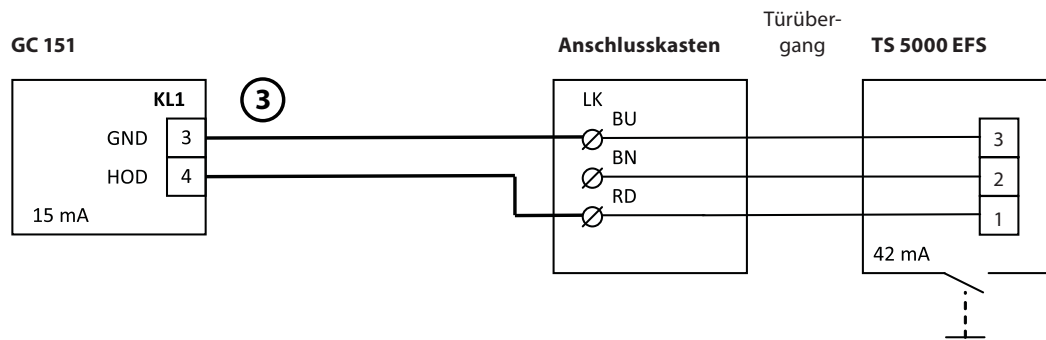 Türüber-
gang
GC 151
Anschlusskasten
TS 5000 EFS
KL1
3
LK
GND 3
BU
3
HOD 4
BN
2
RD
1
15 mA
42 mA